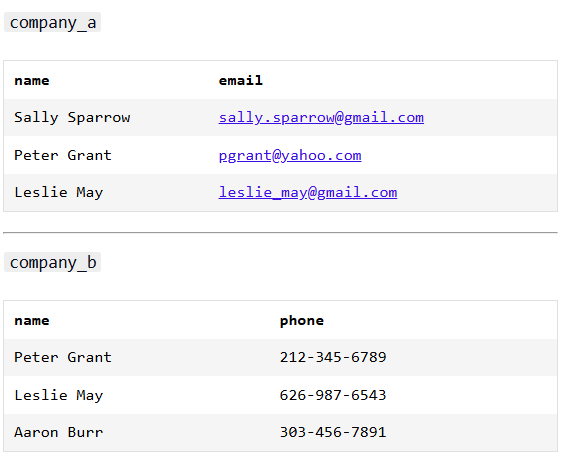 company_a
name email
Sally Sparrow sally.sparrow@gmail.com
Peter Grant pgrant@yahoo.com
Leslie May leslie_may@gmail.com
company_b
name phone
Peter Grant 212-345-6789
Leslie May 626-987-6543
Aaron Burr 303-456-7891